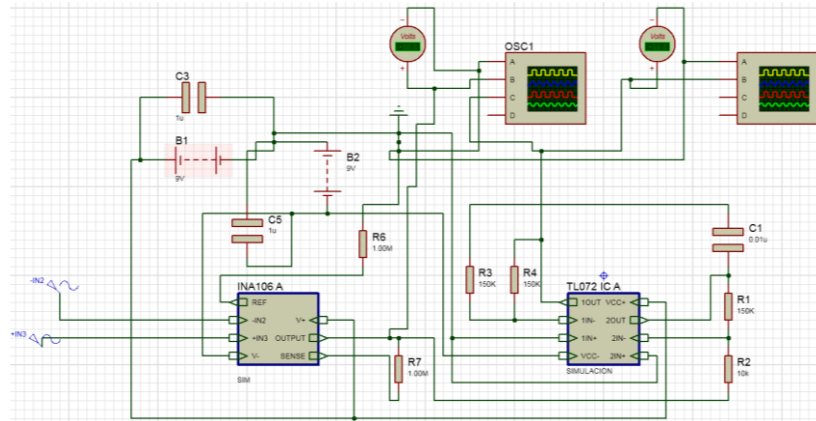 Volts
OSC1
A
B
C
D
Volts
A
B
C
D
C3
1u
B1
9V
B2
9V
C5
1u
R6
1.00M
C1
0.01u
R3
150K
R4
150K
R1
150K
R2
10k
-IN2
+IN3
INA106 A
REF
-IN2
+IN3
V-
V+
OUTPUT
SENSE
SIM
R7
1.00M
TL072 IC A
1OUT
1IN-
1IN+
VCC-
VCC+
2OUT
2IN-
2IN+
SIMULACION